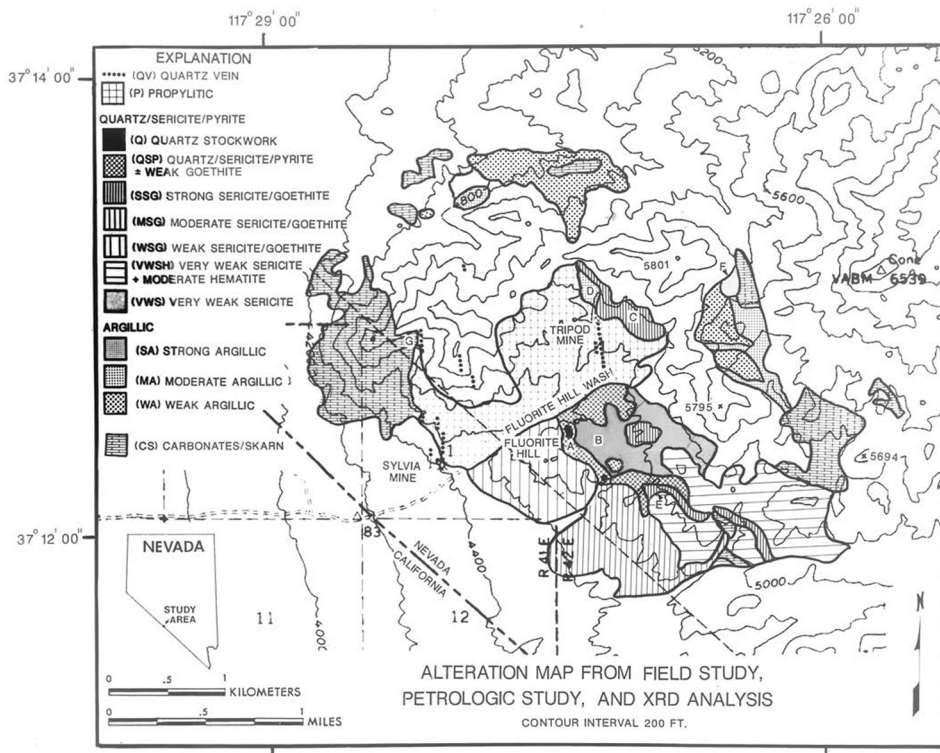 117° 29' 00"
117° 26' 00"
37° 14' 00"
EXPLANATION
(QV) QUARTZ VEIN
(P) PROPYLITIC
QUARTZ/SERICITE/PYRITE
(Q) QUARTZ STOCKWORK
(QSP) QUARTZ/SERICITE/PYRITE
± WEAK GOETHITE
(SSG) STRONG SERICITE/GOETHITE
(MSG) MODERATE SERICITE/GOETHITE
(WSG) WEAK SERICITE/GOETHITE
(VWSH) VERY WEAK SERICITE
+ MODERATE HEMATITE
(VWS) VERY WEAK SERICITE
ARGILLIC
(SA) STRONG ARGILLIC
(MA) MODERATE ARGILLIC
(WA) WEAK ARGILLIC
(CS) CARBONATES/SKARN
5200
5600
Cone
VABM 6539
5801
F
D
C
G
TRIPOD
MINE
5795
FLUORITE HILL WASH
FLUORITE
HILL
A
B
5694
1
SYLVIA
MINE
E
37° 12' 00"
83
NEVADA
CALIFORNIA
4400
4000
R 41 E
R 42 E
5000
NEVADA
STUDY
AREA
11
12
ALTERATION MAP FROM FIELD STUDY,
PETROLOGIC STUDY, AND XRD ANALYSIS
CONTOUR INTERVAL 200 FT.
0 .5 1
KILOMETERS
0 .5 1
MILES